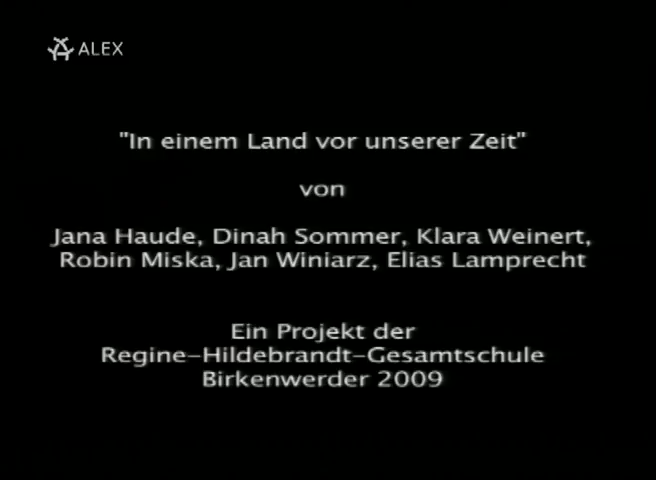 ALEX
"In einem Land vor unserer Zeit"
von
Jana Haude, Dinah Sommer, Klara Weinert,
Robin Miska, Jan Winiarz, Elias Lamprecht
Ein Projekt der
Regine-Hildebrandt-Gesamtschule
Birkenwerder 2009